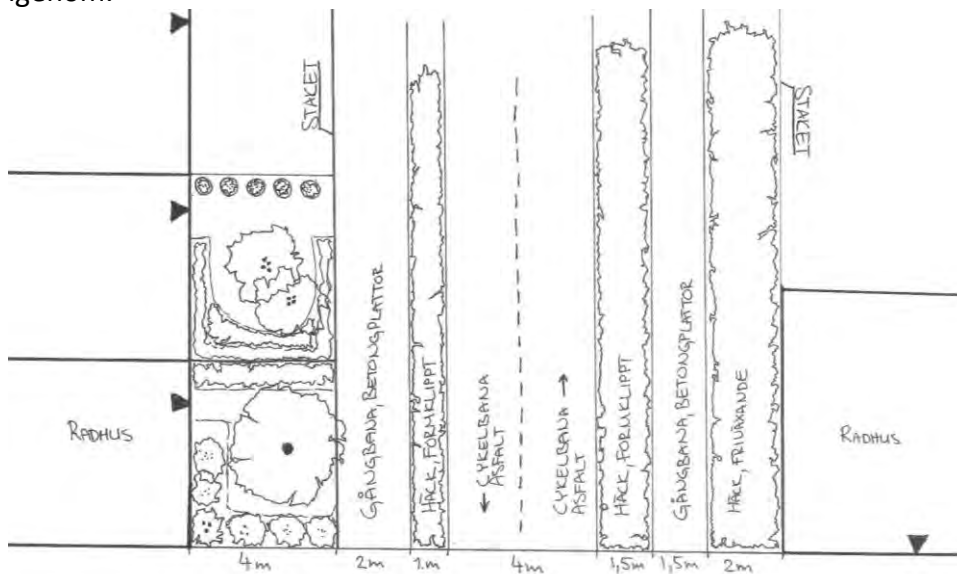 STAKET
STAKET
RADHUS
GÅNGBANA, BETONGPLATTOR
HÄCK, FORMKLIPPT
← CYKELBANA
ASFALT
CYKELBANA →
ASFALT
HÄCK, FORMKLIPPT
GÅNGBANA, BETONGPLATTOR
HÄCK, FRIVÄXANDE
RADHUS
4m 2m 1m 4m 1,5m 1,5m 2m